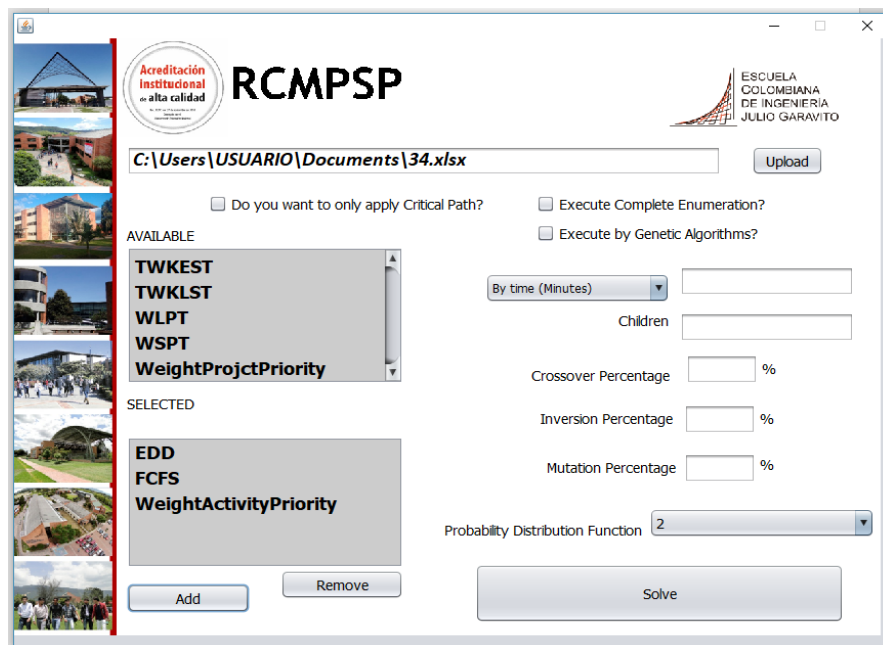 Acreditación
institucional
de alta calidad
RCMPSP
ESCUELA
COLOMBIANA
DE INGENIERÍA
JULIO GARAVITO
C:\Users\USUARIO\Documents\34.xlsx
Upload
Do you want to only apply Critical Path?
Execute Complete Enumeration?
Execute by Genetic Algorithms?
AVAILABLE
TWKEST
TWKLST
WLPT
WSPT
WeightProjctPriority
By time (Minutes)
Children
Crossover Percentage
%
Inversion Percentage
%
Mutation Percentage
%
SELECTED
EDD
FCFS
WeightActivityPriority
Probability Distribution Function
2
Add
Remove
Solve